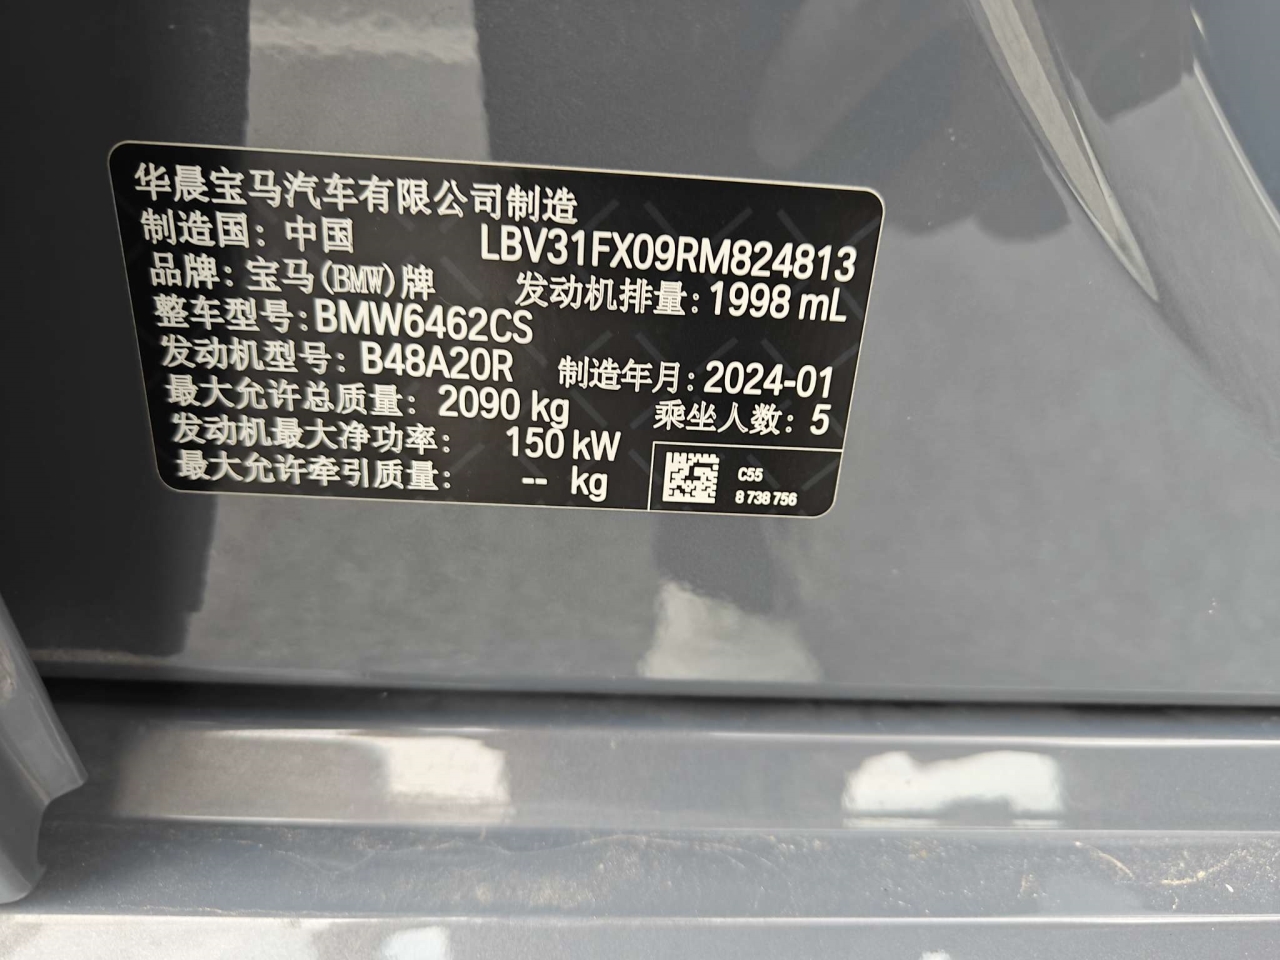 华晨宝马汽车有限公司制造
制造国：中国
LBV31FX09RM824813
品牌：宝马(BMW)牌
发动机排量：1998 mL
整车型号：BMW6462CS
发动机型号：B48A20R
制造年月：2024-01
最大允许总质量：2090 kg
乘坐人数：5
发动机最大净功率：150 kW
最大允许牵引质量：-- kg
C55
8 738 756